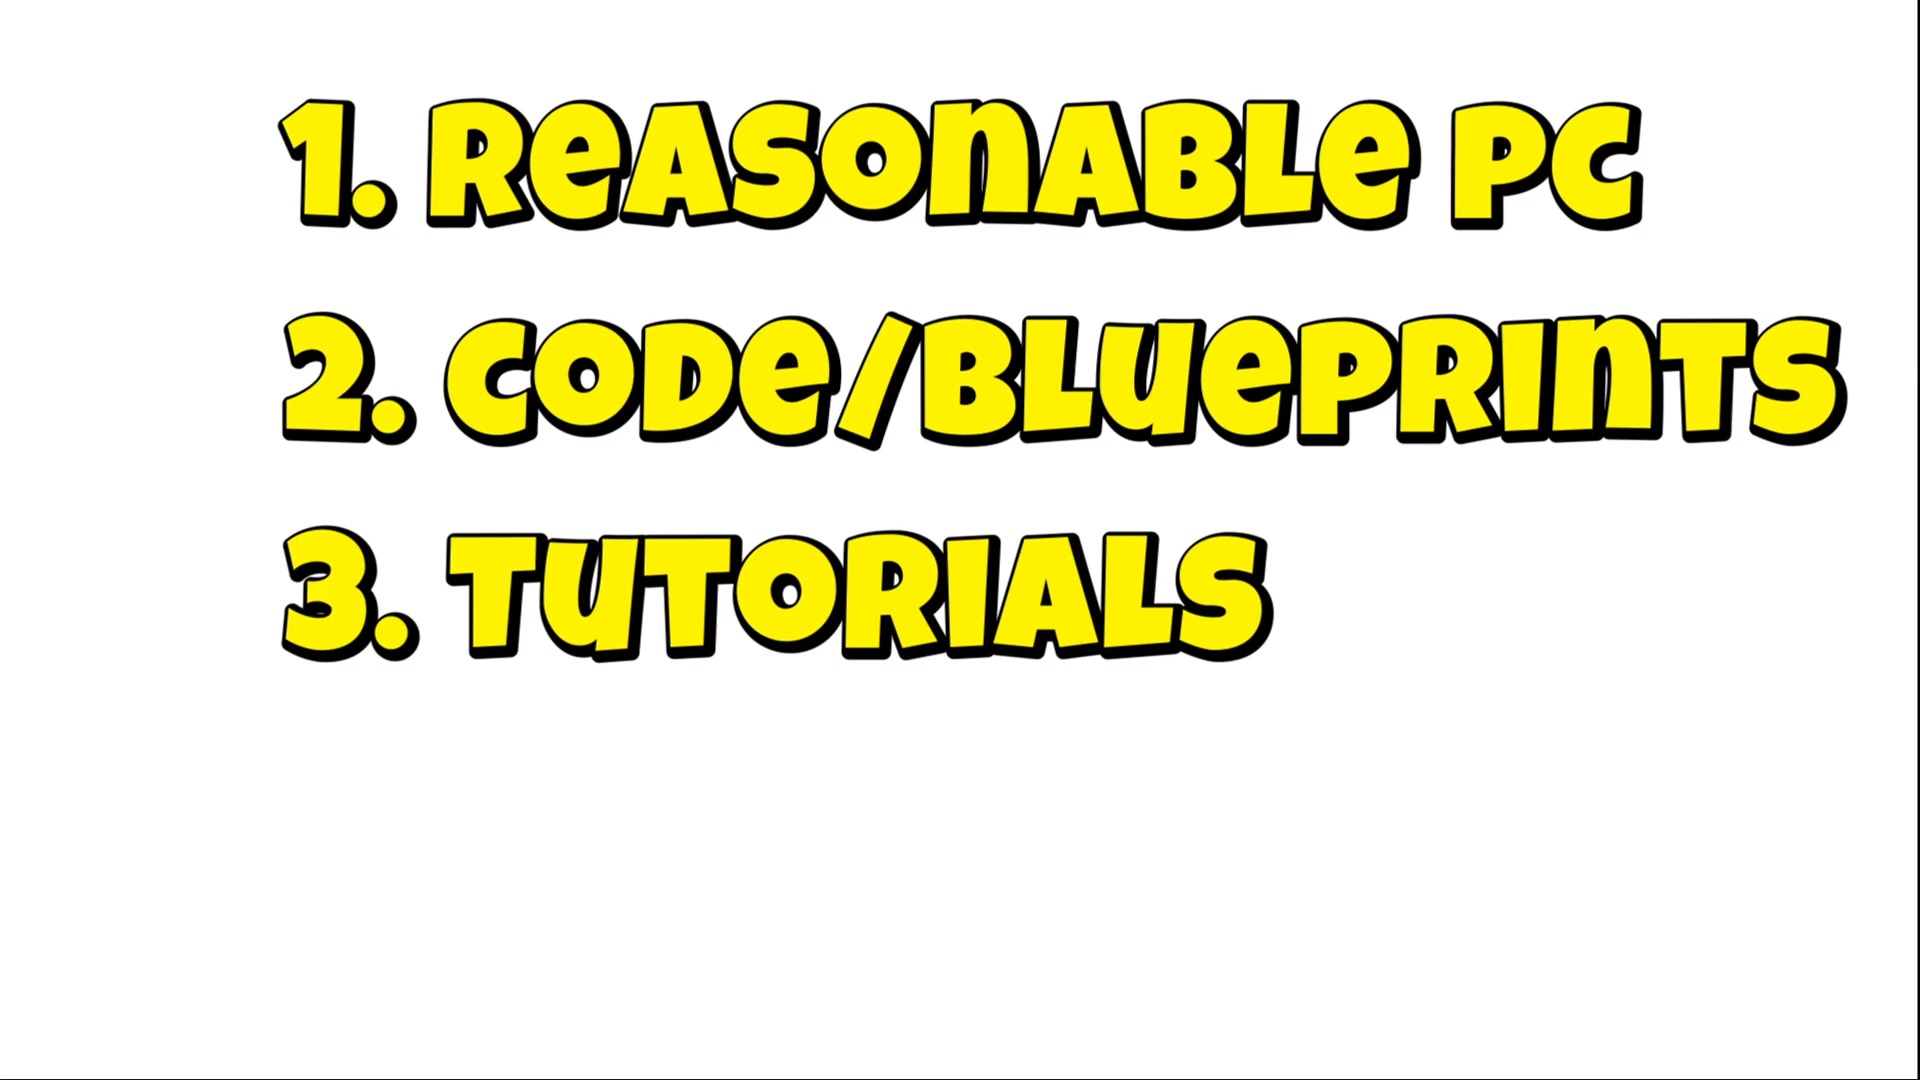 1. Reasonable PC
2. Code/Blueprints
3. Tutorials